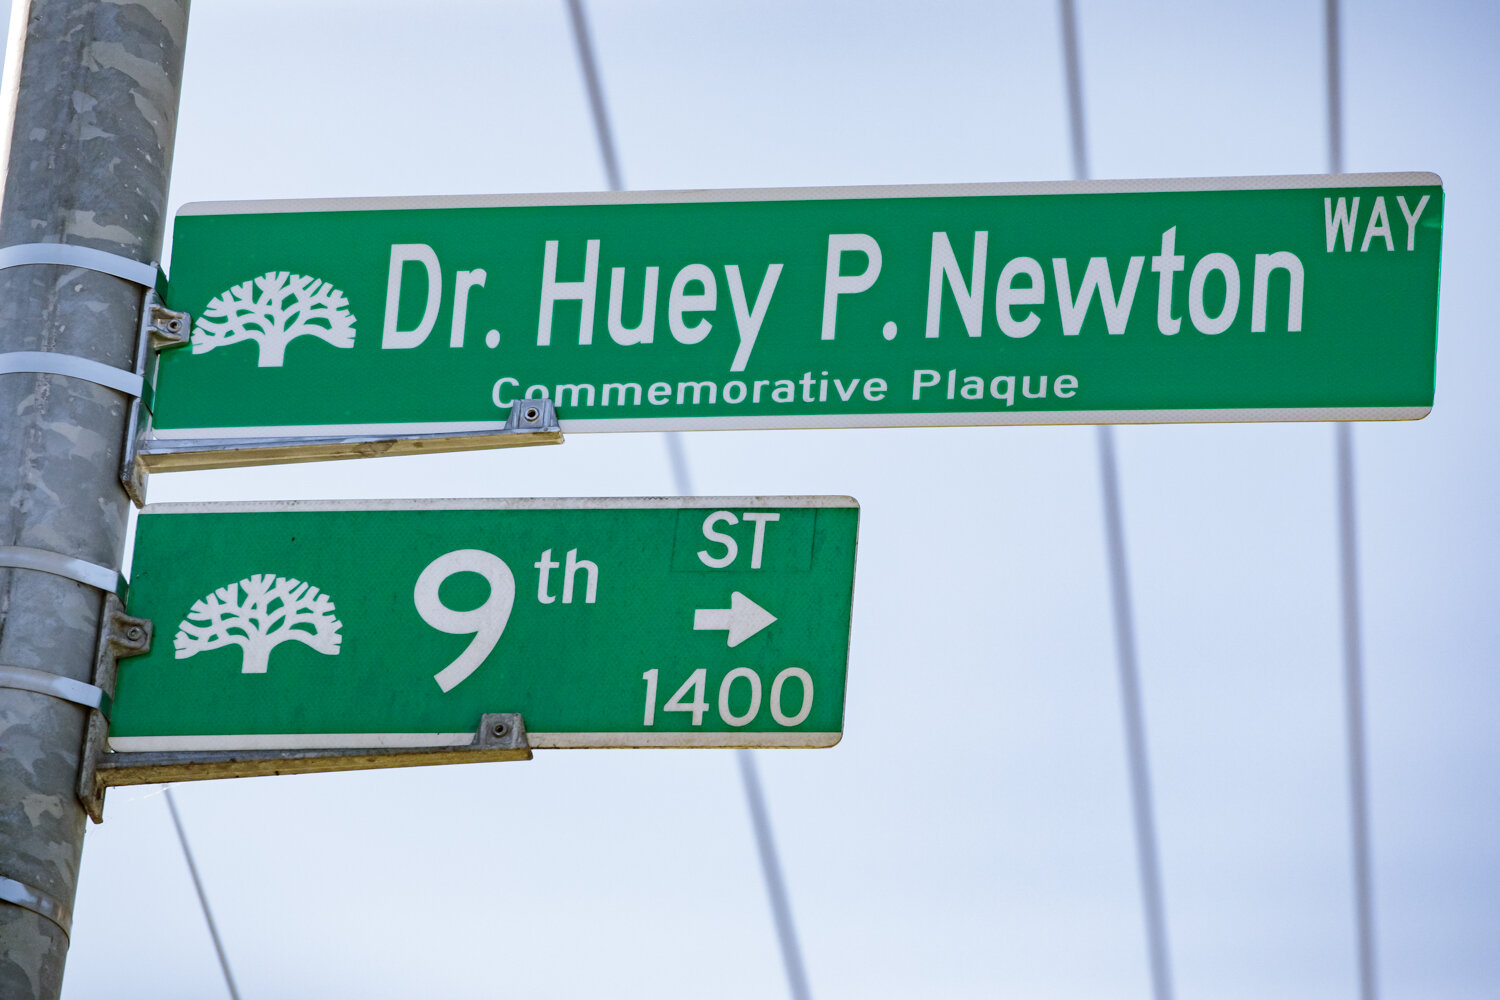 Dr. Huey P. Newton WAY
Commemorative Plaque
9th ST
1400